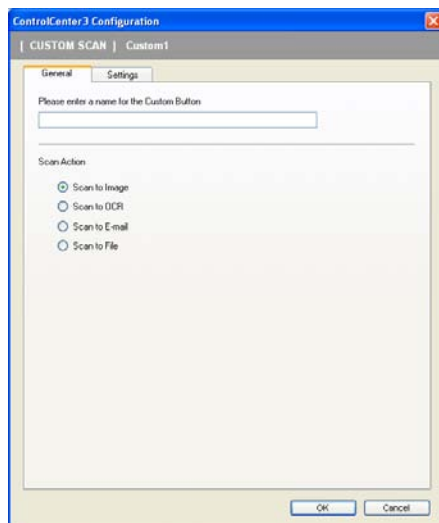 ControlCenter3 Configuration
| CUSTOM SCAN | Custom1
General Settings
Please enter a name for the Custom Button
Scan Action
Scan to Image
Scan to OCR
Scan to E-mail
Scan to File
OK Cancel